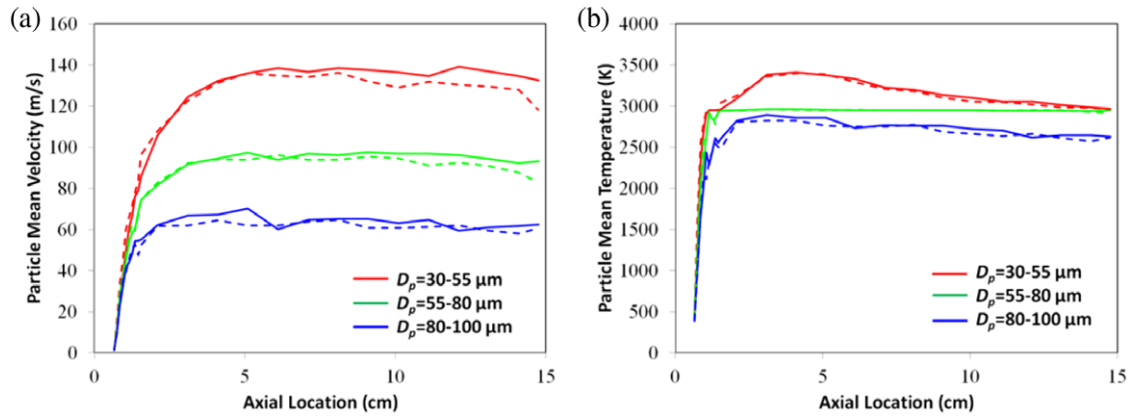 (a)
Particle Mean Velocity (m/s)
160
140
120
100
80
60
40
20
0
0 5 10 15
Axial Location (cm)
Dp=30-55 µm
Dp=55-80 µm
Dp=80-100 µm
(b)
Particle Mean Temperature (K)
4000
3500
3000
2500
2000
1500
1000
500
0
0 5 10 15
Axial Location (cm)
Dp=30-55 µm
Dp=55-80 µm
Dp=80-100 µm